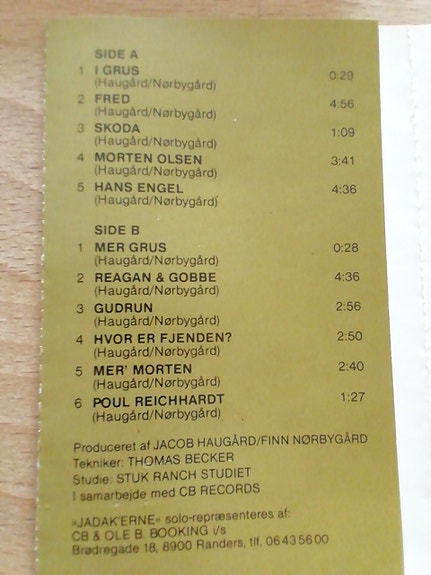 SIDE A
1 I GRUS 0:29
(Haugård/Nørbygård)
2 FRED 4:56
(Haugård/Nørbygård)
3 SKODA 1:09
(Haugård/Nørbygård)
4 MORTEN OLSEN 3:41
(Haugård/Nørbygård)
5 HANS ENGEL 4:36
(Haugård/Nørbygård)
SIDE B
1 MER GRUS 0:28
(Haugård/Nørbygård)
2 REAGAN & GOBBE 4:36
(Haugård/Nørbygård)
3 GUDRUN 2:56
(Haugård/Nørbygård)
4 HVOR ER FJENDEN? 2:50
(Haugård/Nørbygård)
5 MER' MORTEN 2:40
(Haugård/Nørbygård)
6 POUL REICHHARDT 1:27
(Haugård/Nørbygård)
Produceret af JACOB HAUGÅRD/FINN NØRBYGÅRD
Tekniker: THOMAS BECKER
Studie: STUK RANCH STUDIET
I samarbejde med CB RECORDS
»JADAK'ERNE« solo-repræsenteres af:
CB & OLE B. BOOKING i/s
Brødregade 18, 8900 Randers, tlf. 06435600